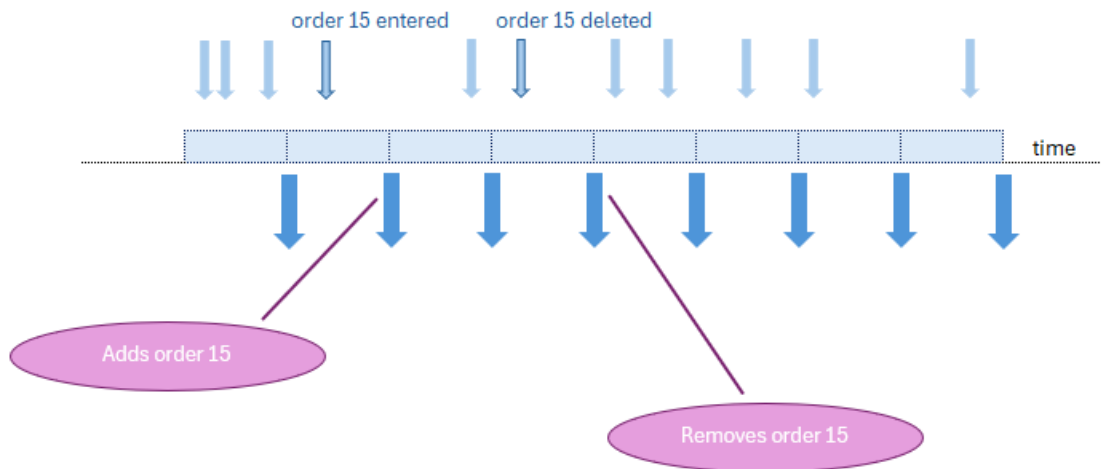 order 15 entered
order 15 deleted
time
Adds order 15
Removes order 15